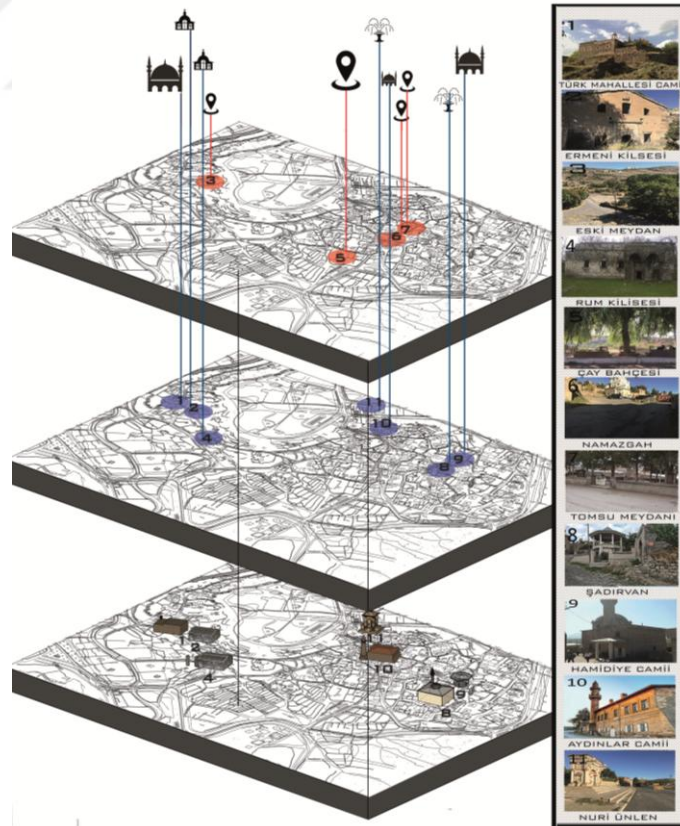 3
7
6
5
1
2
11
10
4
9
8
2
11
4
10
9
8
1
TÜRK MAHALLESİ CAMİ
2
ERMENİ KİLSESİ
3
ESKİ MEYDAN
4
RUM KİLİSESİ
5
ÇAY BAHÇESİ
6
NAMAZGAH
TOMSU MEYDANI
8
ŞADIRVAN
9
HAMİDİYE CAMİİ
10
AYDINLAR CAMİİ
11
NURİ ÜNLEN